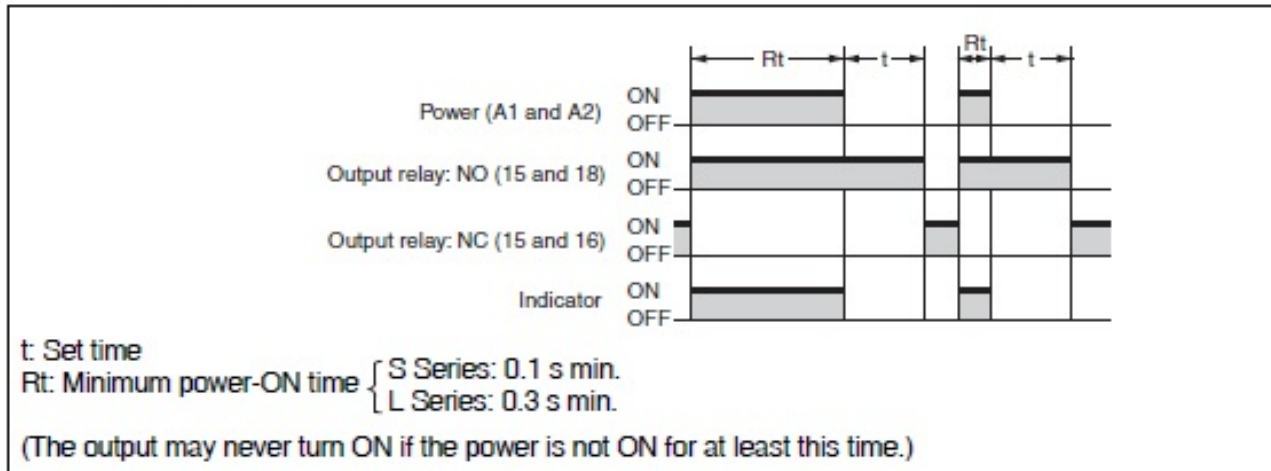 Rt t Rt t
Power (A1 and A2) ON
OFF
Output relay: NO (15 and 18) ON
OFF
Output relay: NC (15 and 16) ON
OFF
Indicator ON
OFF
t: Set time
Rt: Minimum power-ON time { S Series: 0.1 s min.
L Series: 0.3 s min.
(The output may never turn ON if the power is not ON for at least this time.)